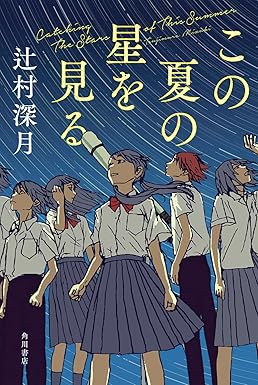 この
夏の
星を
見る
Catching
The Stars
of This Summer
Tsujimura Mizuki
辻村深月
角川書店